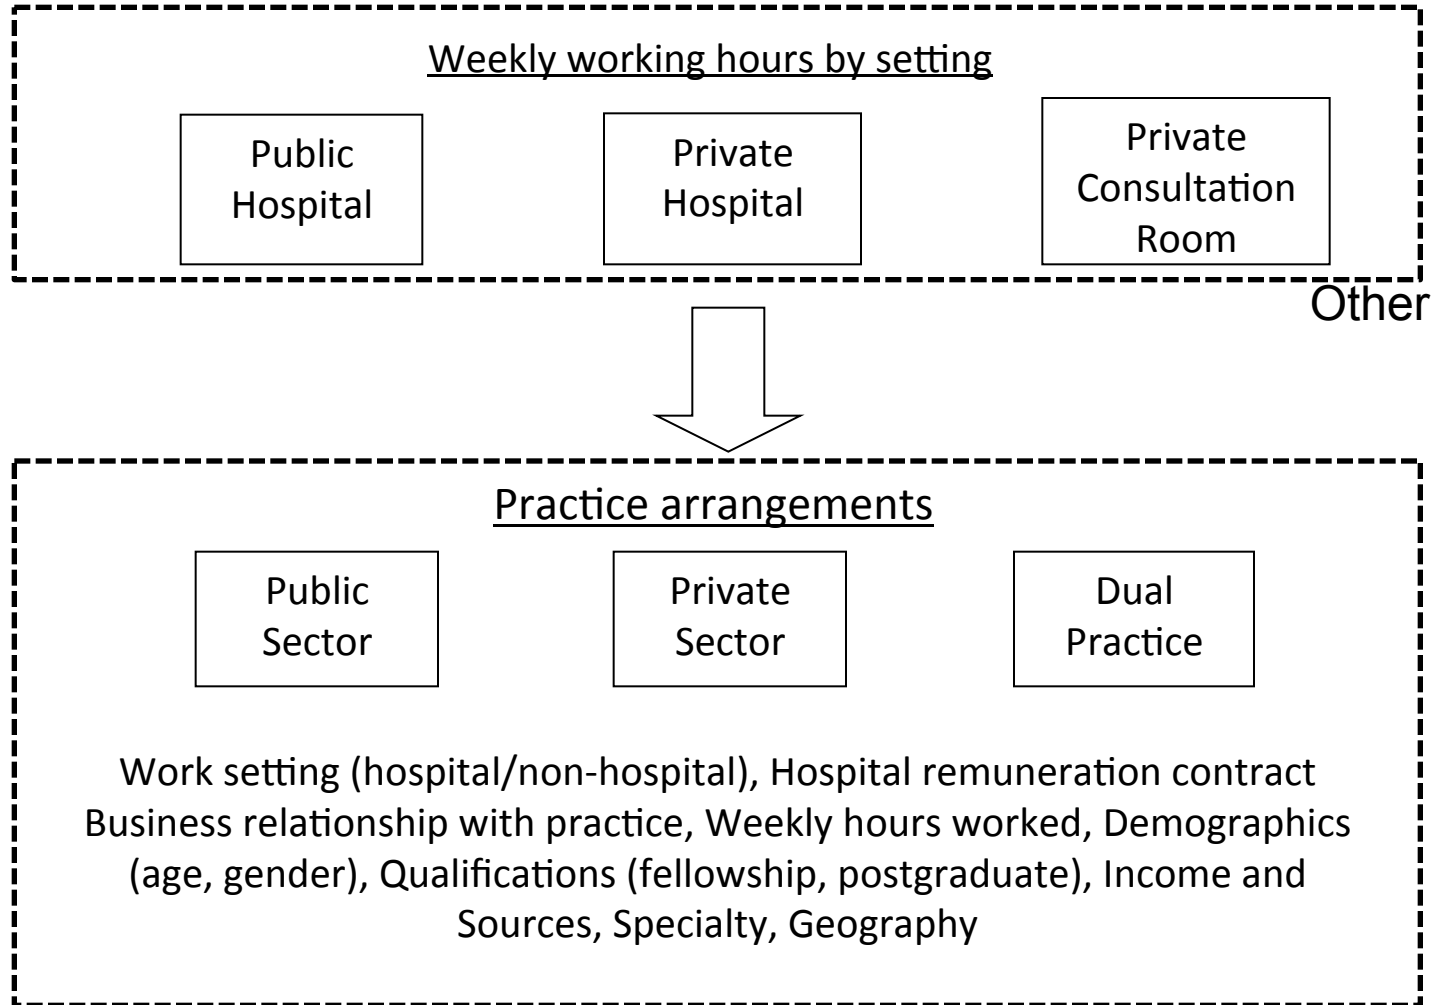 Weekly working hours by setting
Public
Hospital
Private
Hospital
Private
Consultation
Room
Other
Practice arrangements
Public
Sector
Private
Sector
Dual
Practice
Work setting (hospital/non-hospital), Hospital remuneration contract
Business relationship with practice, Weekly hours worked, Demographics
(age, gender), Qualifications (fellowship, postgraduate), Income and
Sources, Specialty, Geography